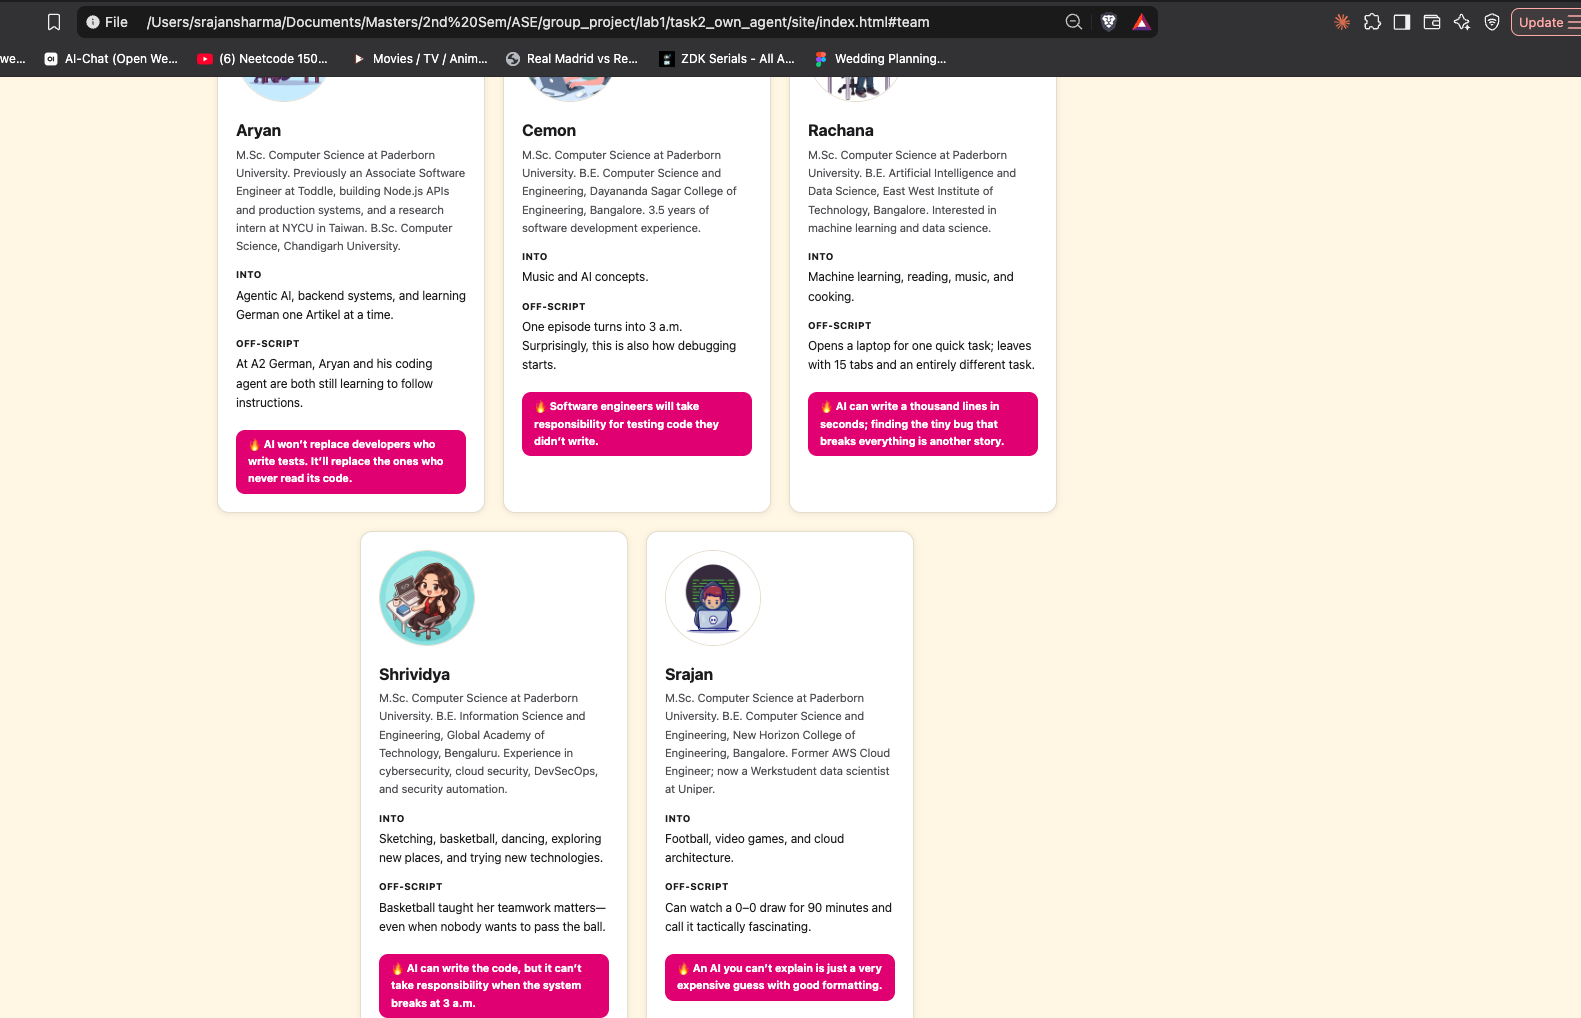 File
/Users/srajansharma/Documents/Masters/2nd%20Sem/ASE/group_project/lab1/task2_own_agent/site/index.html#team
Update
we...
AI-Chat (Open We...
(6) Neetcode 150...
Movies / TV / Anim...
Real Madrid vs Re...
ZDK Serials - All A...
Wedding Planning...
Aryan
M.Sc. Computer Science at Paderborn
University. Previously an Associate Software
Engineer at Toddle, building Node.js APIs
and production systems, and a research
intern at NYCU in Taiwan. B.Sc. Computer
Science, Chandigarh University.
INTO
Agentic AI, backend systems, and learning
German one Artikel at a time.
OFF-SCRIPT
At A2 German, Aryan and his coding
agent are both still learning to follow
instructions.
🔥 AI won’t replace developers who
write tests. It’ll replace the ones who
never read its code.
Cemon
M.Sc. Computer Science at Paderborn
University. B.E. Computer Science and
Engineering, Dayananda Sagar College of
Engineering, Bangalore. 3.5 years of
software development experience.
INTO
Music and AI concepts.
OFF-SCRIPT
One episode turns into 3 a.m.
Surprisingly, this is also how debugging
starts.
🔥 Software engineers will take
responsibility for testing code they
didn’t write.
Rachana
M.Sc. Computer Science at Paderborn
University. B.E. Artificial Intelligence and
Data Science, East West Institute of
Technology, Bangalore. Interested in
machine learning and data science.
INTO
Machine learning, reading, music, and
cooking.
OFF-SCRIPT
Opens a laptop for one quick task; leaves
with 15 tabs and an entirely different task.
🔥 AI can write a thousand lines in
seconds; finding the tiny bug that
breaks everything is another story.
Shrividya
M.Sc. Computer Science at Paderborn
University. B.E. Information Science and
Engineering, Global Academy of
Technology, Bengaluru. Experience in
cybersecurity, cloud security, DevSecOps,
and security automation.
INTO
Sketching, basketball, dancing, exploring
new places, and trying new technologies.
OFF-SCRIPT
Basketball taught her teamwork matters—
even when nobody wants to pass the ball.
🔥 AI can write the code, but it can’t
take responsibility when the system
breaks at 3 a.m.
Srajan
M.Sc. Computer Science at Paderborn
University. B.E. Computer Science and
Engineering, New Horizon College of
Engineering, Bangalore. Former AWS Cloud
Engineer; now a Werkstudent data scientist
at Uniper.
INTO
Football, video games, and cloud
architecture.
OFF-SCRIPT
Can watch a 0–0 draw for 90 minutes and
call it tactically fascinating.
🔥 An AI you can’t explain is just a very
expensive guess with good formatting.